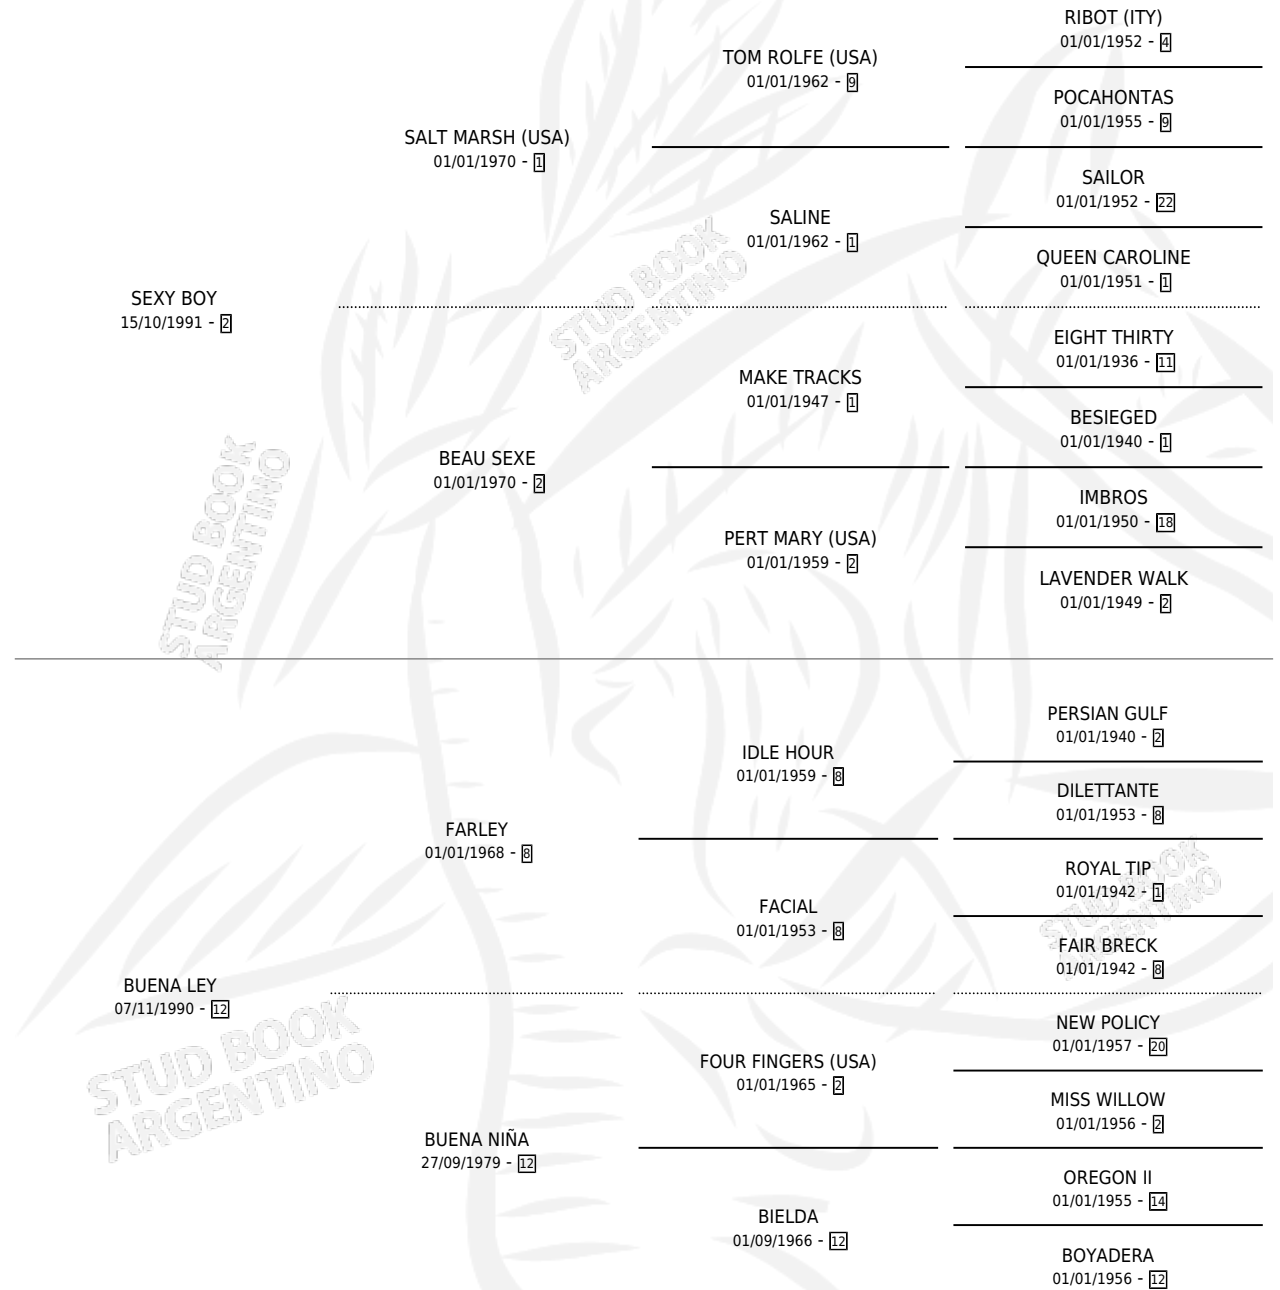 RIBOT (ITY)
01/01/1952 - 4
TOM ROLFE (USA)
01/01/1962 - 9
POCAHONTAS
01/01/1955 - 9
SALT MARSH (USA)
01/01/1970 - 1
SAILOR
01/01/1952 - 22
SALINE
01/01/1962 - 1
QUEEN CAROLINE
01/01/1951 - 1
SEXY BOY
15/10/1991 - 2
EIGHT THIRTY
01/01/1936 - 11
MAKE TRACKS
01/01/1947 - 1
BESIEGED
01/01/1940 - 1
BEAU SEXE
01/01/1970 - 2
IMBROS
01/01/1950 - 18
PERT MARY (USA)
01/01/1959 - 2
LAVENDER WALK
01/01/1949 - 2
STUD BOOK
ARGENTINO
STUD BOOK
ARGENTINO
PERSIAN GULF
01/01/1940 - 2
IDLE HOUR
01/01/1959 - 8
DILETTANTE
01/01/1953 - 8
FARLEY
01/01/1968 - 8
ROYAL TIP
01/01/1942 - 1
FACIAL
01/01/1953 - 8
FAIR BRECK
01/01/1942 - 8
STUD BOOK
ARGENTINO
BUENA LEY
07/11/1990 - 12
NEW POLICY
01/01/1957 - 20
FOUR FINGERS (USA)
01/01/1965 - 2
MISS WILLOW
01/01/1956 - 2
BUENA NIÑA
27/09/1979 - 12
OREGON II
01/01/1955 - 14
BIELDA
01/09/1966 - 12
BOYADERA
01/01/1956 - 12
STUD BOOK
ARGENTINO